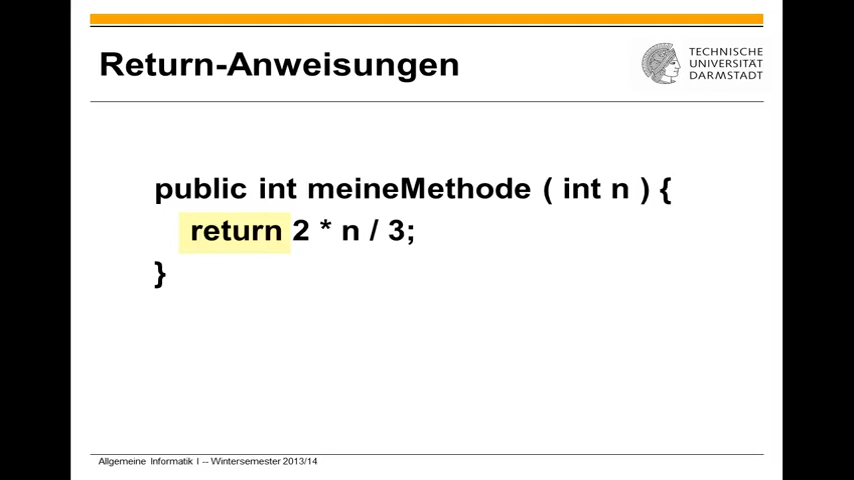 Return-Anweisungen
TECHNISCHE
UNIVERSITÄT
DARMSTADT
public int meineMethode ( int n ) {
return 2 * n / 3;
}
Allgemeine Informatik I -- Wintersemester 2013/14